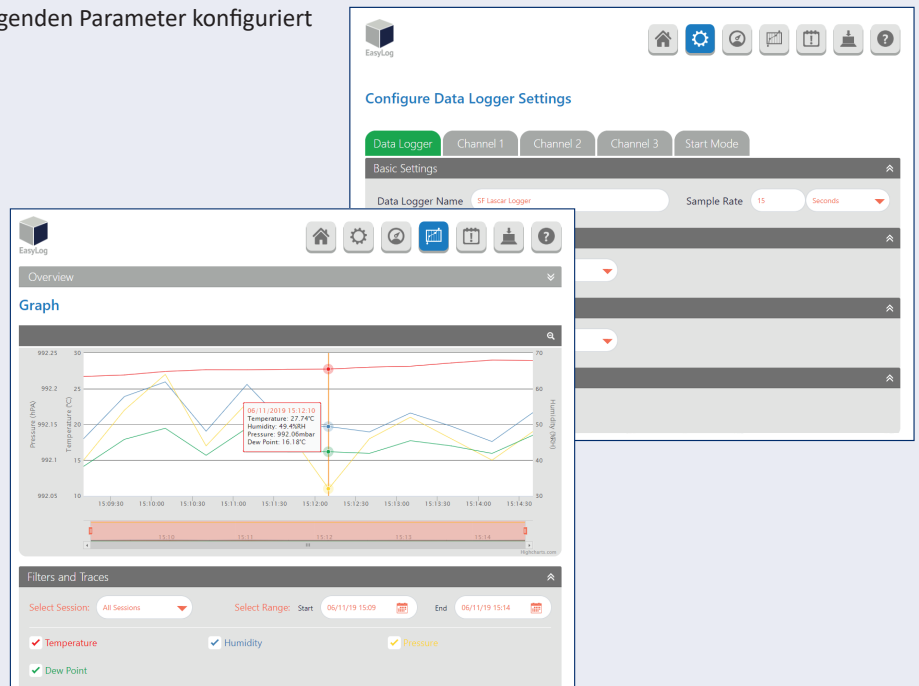 genden Parameter konfiguriert
EasyLog
Configure Data Logger Settings
Data Logger Channel 1 Channel 2 Channel 3 Start Mode
Basic Settings
Data Logger Name SF Lascar Logger Sample Rate 15 Seconds
EasyLog
Overview
Graph
992.25 30 70
992.2 25 60
992.15 20 50
992.1 15 40
992.05 10 30
Pressure (hPA)
Temperature (°C)
Humidity (%RH)
06/11/2019 15:12:10
Temperature: 27.74°C
Humidity: 49.4%RH
Pressure: 992.06mbar
Dew Point: 16.18°C
15:09:30 15:10:00 15:10:30 15:11:00 15:11:30 15:12:00 15:12:30 15:13:00 15:13:30 15:14:00 15:14:30
15:10 15:11 15:12 15:13 15:14
Highcharts.com
Filters and Traces
Select Session: All Sessions Select Range: Start 06/11/19 15:09 End 06/11/19 15:14
Temperature Humidity Pressure
Dew Point